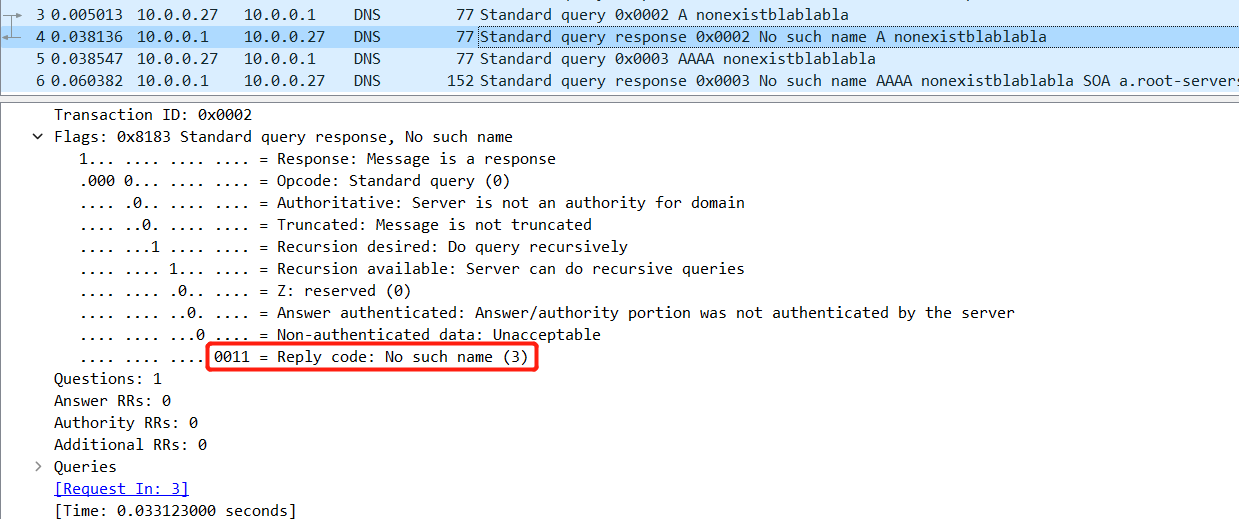 3 0.005013 10.0.0.27 10.0.0.1 DNS 77 Standard query 0x0002 A nonexistblablabla
4 0.038136 10.0.0.1 10.0.0.27 DNS 77 Standard query response 0x0002 No such name A nonexistblablabla
5 0.038547 10.0.0.27 10.0.0.1 DNS 77 Standard query 0x0003 AAAA nonexistblablabla
6 0.060382 10.0.0.1 10.0.0.27 DNS 152 Standard query response 0x0003 No such name AAAA nonexistblablabla SOA a.root-servers
Transaction ID: 0x0002
Flags: 0x8183 Standard query response, No such name
1... .... .... .... = Response: Message is a response
.000 0... .... .... = Opcode: Standard query (0)
.... .0.. .... .... = Authoritative: Server is not an authority for domain
.... ..0. .... .... = Truncated: Message is not truncated
.... ...1 .... .... = Recursion desired: Do query recursively
.... .... 1... .... = Recursion available: Server can do recursive queries
.... .... .0.. .... = Z: reserved (0)
.... .... ..0. .... = Answer authenticated: Answer/authority portion was not authenticated by the server
.... .... ...0 .... = Non-authenticated data: Unacceptable
.... .... .... 0011 = Reply code: No such name (3)
Questions: 1
Answer RRs: 0
Authority RRs: 0
Additional RRs: 0
Queries
[Request In: 3]
[Time: 0.033123000 seconds]